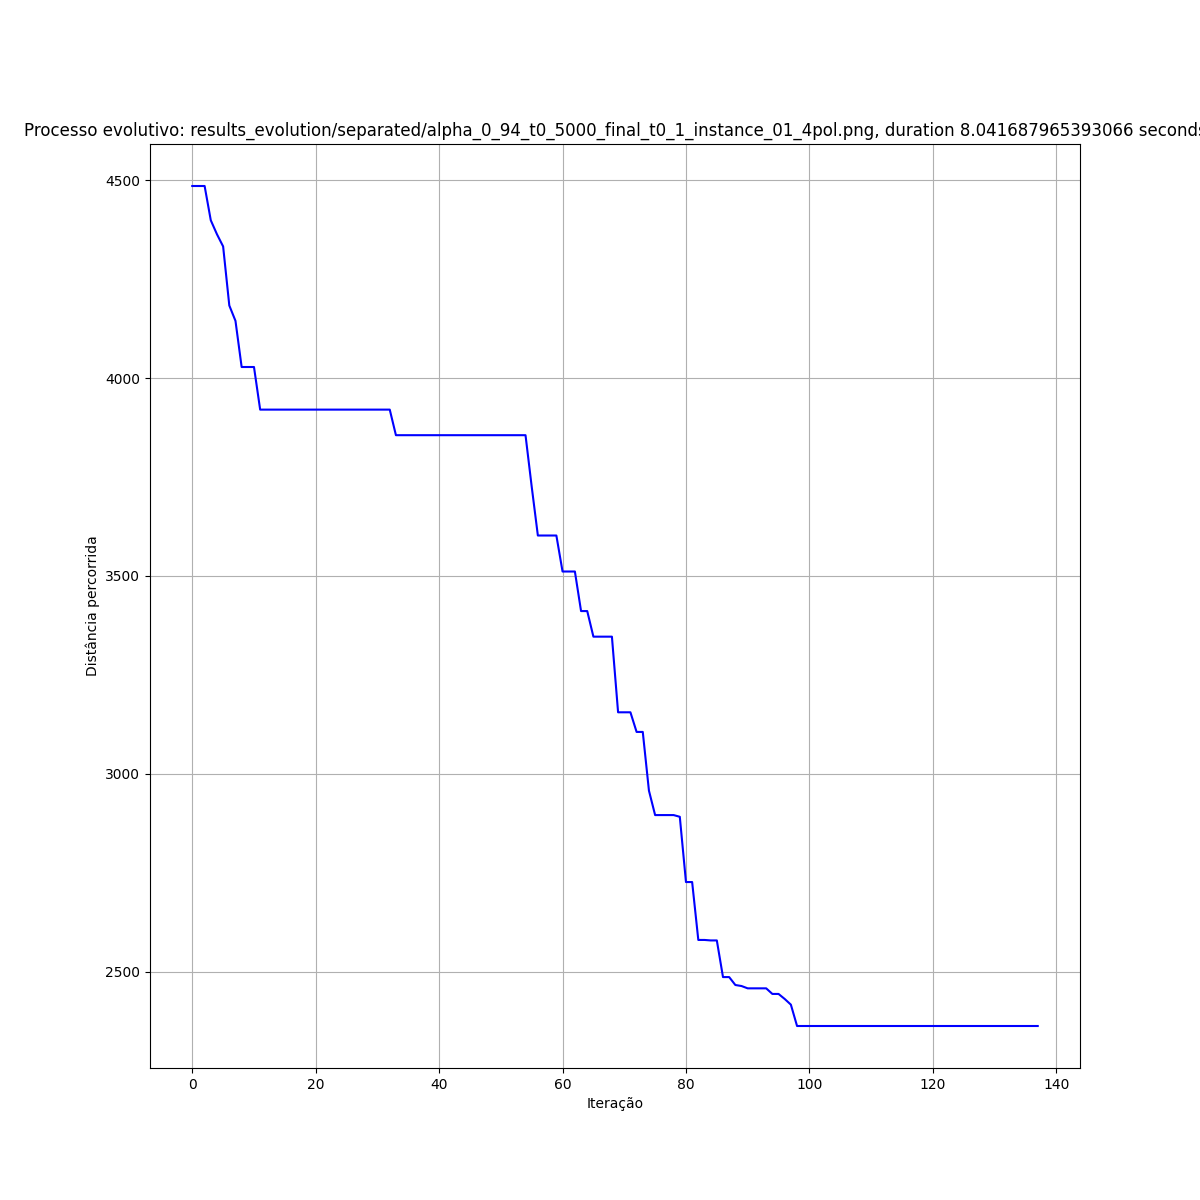 Processo evolutivo: results_evolution/separated/alpha_0_94_t0_5000_final_t0_1_instance_01_4pol.png, duration 8.041687965393066 seconds
4500
4000
3500
3000
2500
Distância percorrida
0 20 40 60 80 100 120 140
Iteração